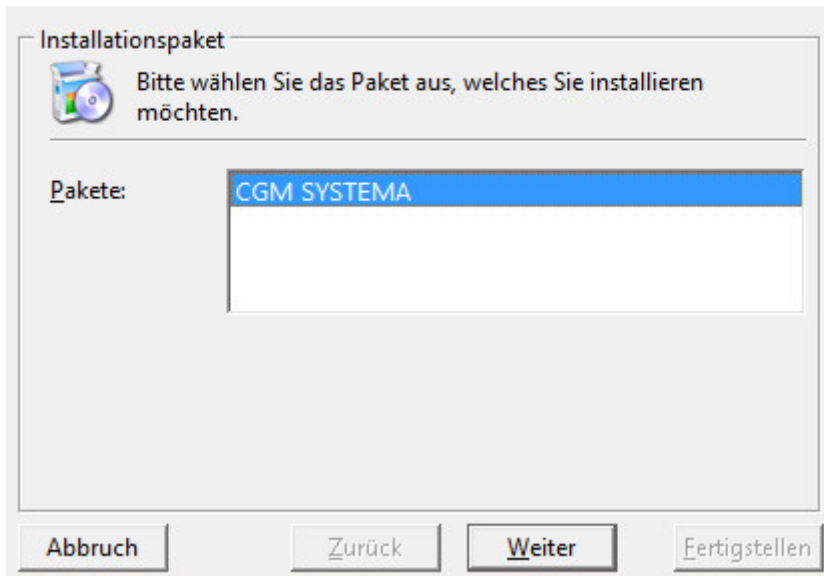 Installationspaket
Bitte wählen Sie das Paket aus, welches Sie installieren
möchten.
Pakete:
CGM SYSTEMA
Abbruch
Zurück
Weiter
Fertigstellen